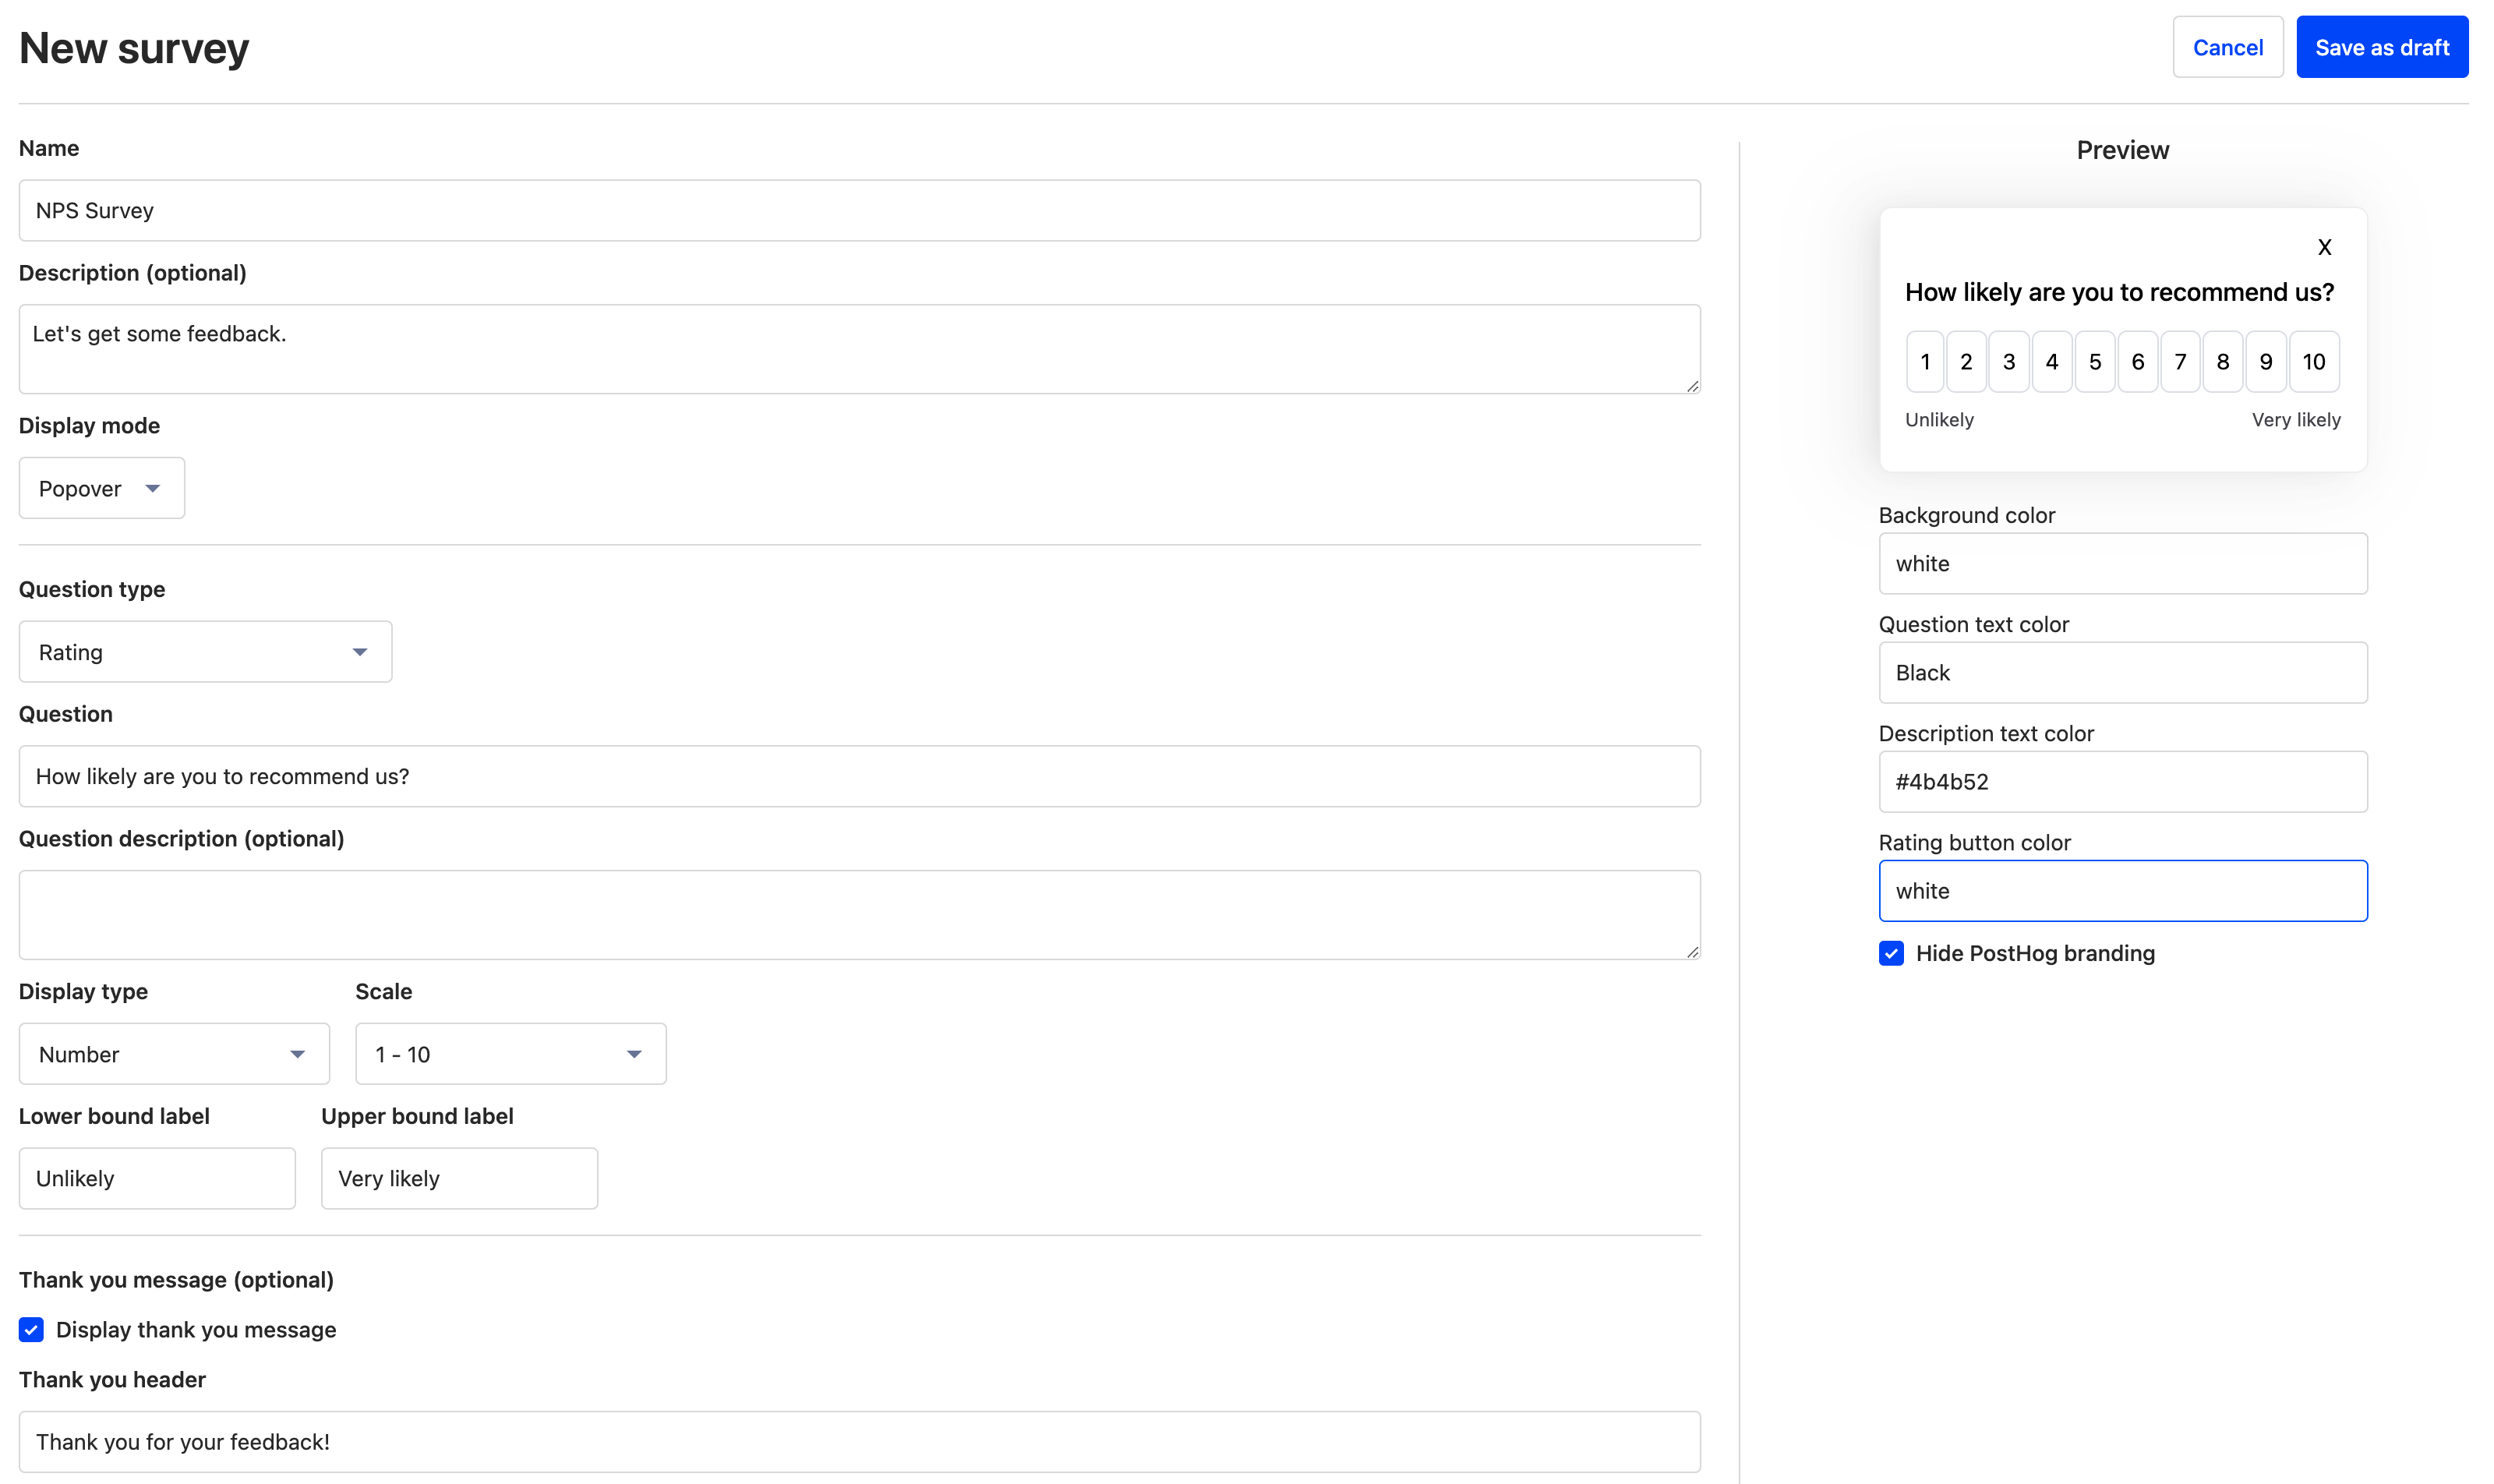 New survey
Cancel
Save as draft
Name
NPS Survey
Description (optional)
Let's get some feedback.
Display mode
Popover
Question type
Rating
Question
How likely are you to recommend us?
Question description (optional)
Display type
Scale
Number
1 - 10
Lower bound label
Upper bound label
Unlikely
Very likely
Thank you message (optional)
Display thank you message
Thank you header
Thank you for your feedback!
Preview
X
How likely are you to recommend us?
1 2 3 4 5 6 7 8 9 10
Unlikely
Very likely
Background color
white
Question text color
Black
Description text color
#4b4b52
Rating button color
white
Hide PostHog branding